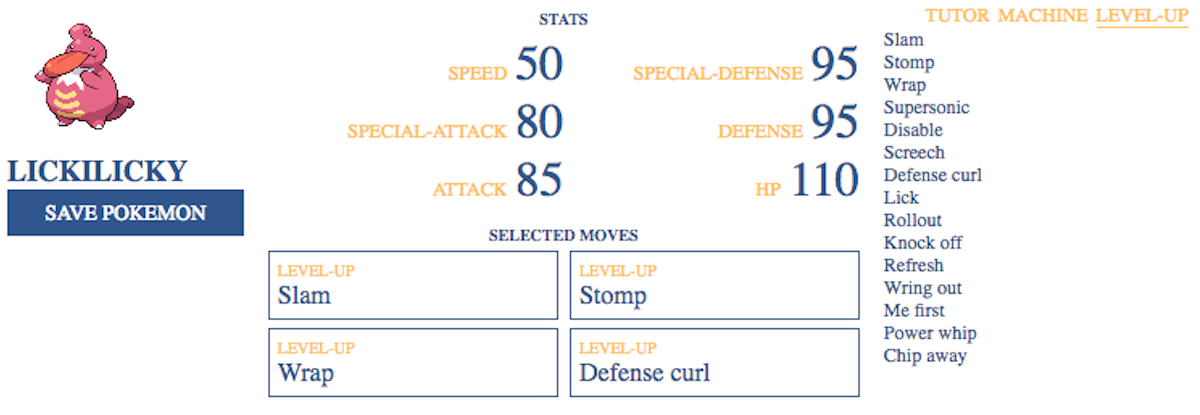 LICKILICKY
SAVE POKEMON
STATS
SPEED 50
SPECIAL-DEFENSE 95
SPECIAL-ATTACK 80
DEFENSE 95
ATTACK 85
HP 110
SELECTED MOVES
LEVEL-UP
Slam
LEVEL-UP
Stomp
LEVEL-UP
Wrap
LEVEL-UP
Defense curl
TUTOR MACHINE LEVEL-UP
Slam
Stomp
Wrap
Supersonic
Disable
Screech
Defense curl
Lick
Rollout
Knock off
Refresh
Wring out
Me first
Power whip
Chip away